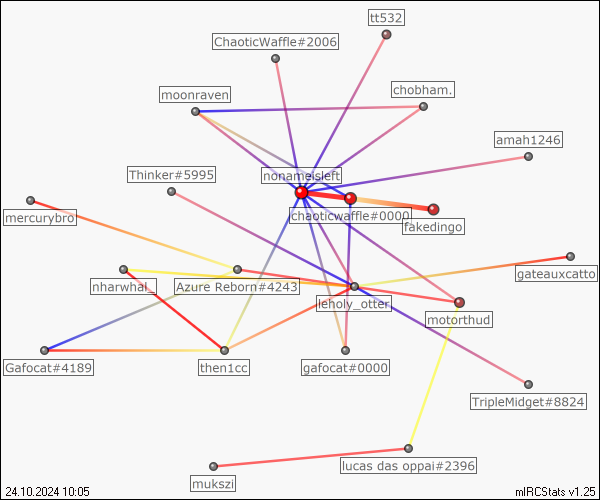 tt532
ChaoticWaffle#2006
chobham.
moonraven
amah1246
nonameisleft
Thinker#5995
chaoticwaffle#0000
fakedingo
mercurybro
gateauxcatto
nharwhal_
Azure Reborn#4243
leholy_otter
motorthud
Gafocat#4189
then1cc
gafocat#0000
TripleMidget#8824
lucas das oppai#2396
mukszi
24.10.2024 10:05
mIRCStats v1.25